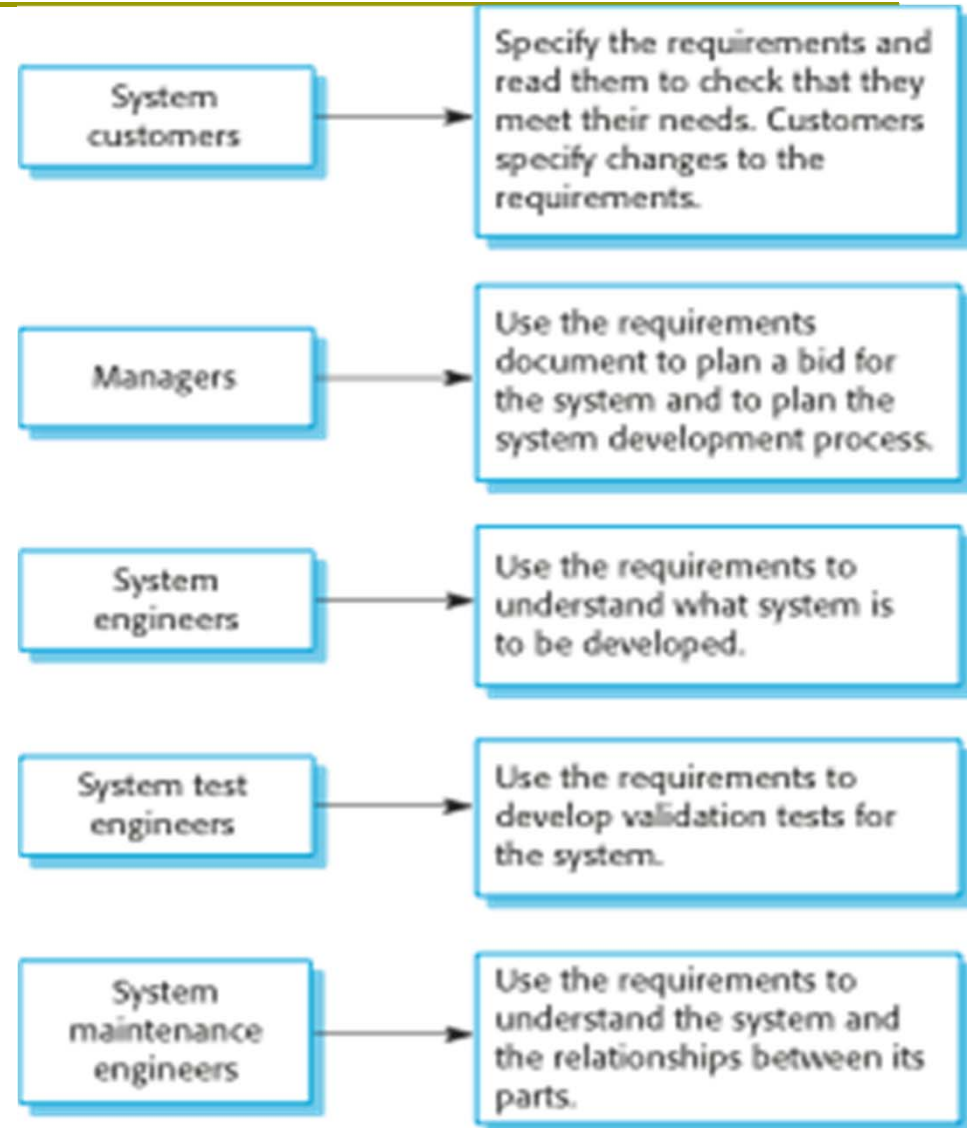 System
customers
Specify the requirements and
read them to check that they
meet their needs. Customers
specify changes to the
requirements.
Managers
Use the requirements
document to plan a bid for
the system and to plan the
system development process.
System
engineers
Use the requirements to
understand what system is
to be developed.
System test
engineers
Use the requirements to
develop validation tests for
the system.
System
maintenance
engineers
Use the requirements to
understand the system and
the relationships between its
parts.